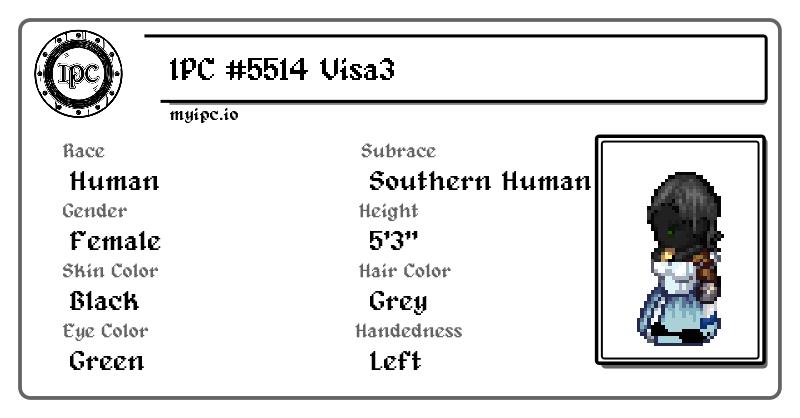 IPC
IPC #5514 Visa3
myipc.io
Race
Human
Subrace
Southern Human
Gender
Female
Height
5'3"
Skin Color
Black
Hair Color
Grey
Eye Color
Green
Handedness
Left